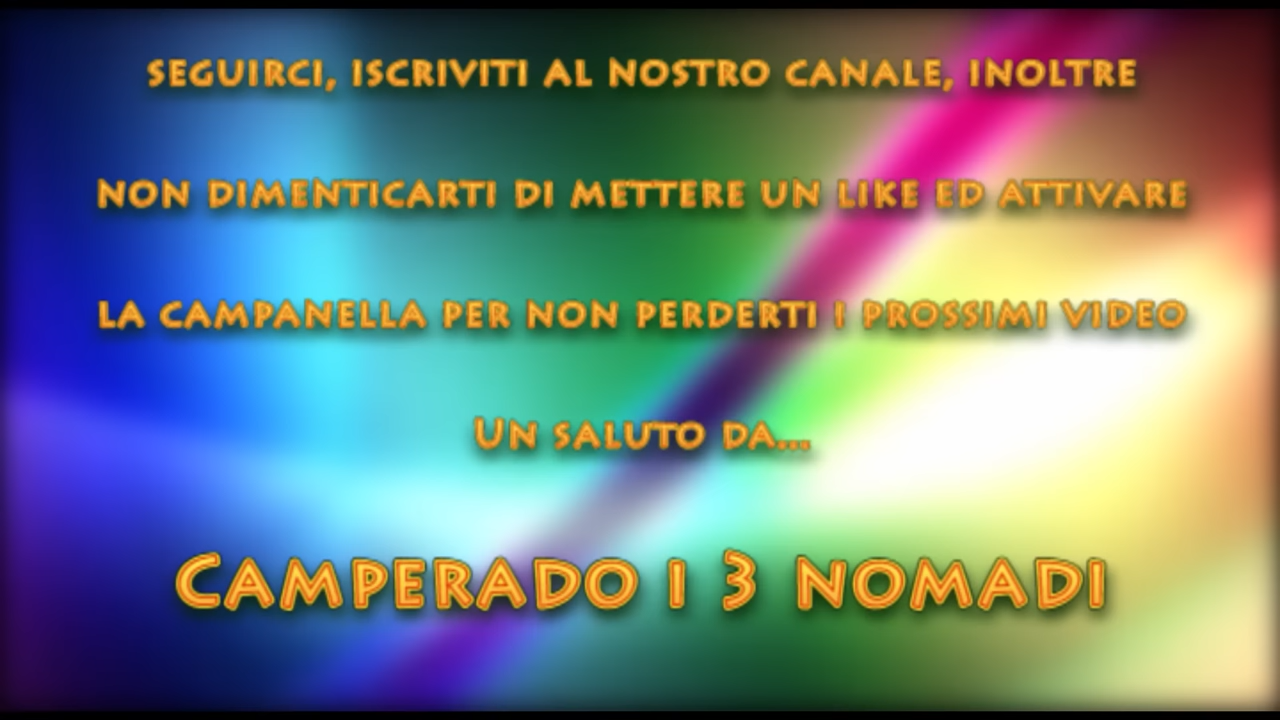 SEGUIRCI, ISCRIVITI AL NOSTRO CANALE, INOLTRE
NON DIMENTICARTI DI METTERE UN LIKE ED ATTIVARE
LA CAMPANELLA PER NON PERDERTI I PROSSIMI VIDEO
UN SALUTO DA...
CAMPERADO I 3 NOMADI